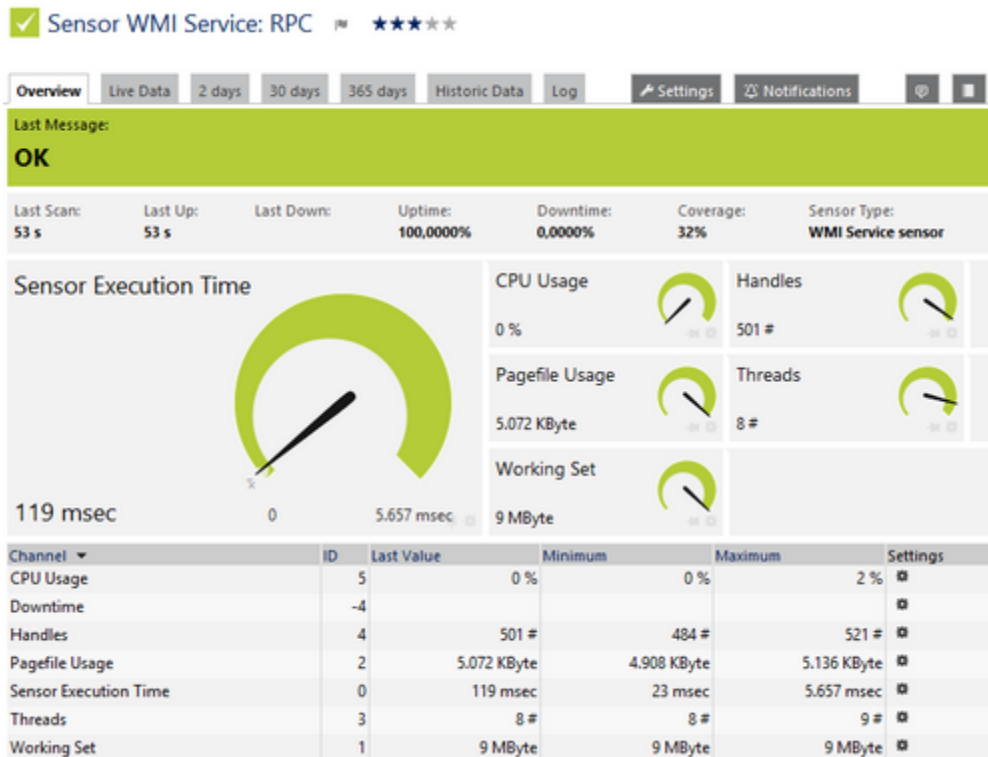 Sensor WMI Service: RPC
Overview Live Data 2 days 30 days 365 days Historic Data Log Settings Notifications
Last Message:
OK
Last Scan: Last Up: Last Down: Uptime: Downtime: Coverage: Sensor Type:
53 s 53 s 100,0000% 0,0000% 32% WMI Service sensor
Sensor Execution Time
119 msec 0 5.657 msec
CPU Usage
0 %
Handles
501 #
Pagefile Usage
5.072 KByte
Threads
8 #
Working Set
9 MByte
Channel ID Last Value Minimum Maximum Settings
CPU Usage 5 0 % 0 % 2 %
Downtime -4
Handles 4 501 # 484 # 521 #
Pagefile Usage 2 5.072 KByte 4.908 KByte 5.136 KByte
Sensor Execution Time 0 119 msec 23 msec 5.657 msec
Threads 3 8 # 8 # 9 #
Working Set 1 9 MByte 9 MByte 9 MByte